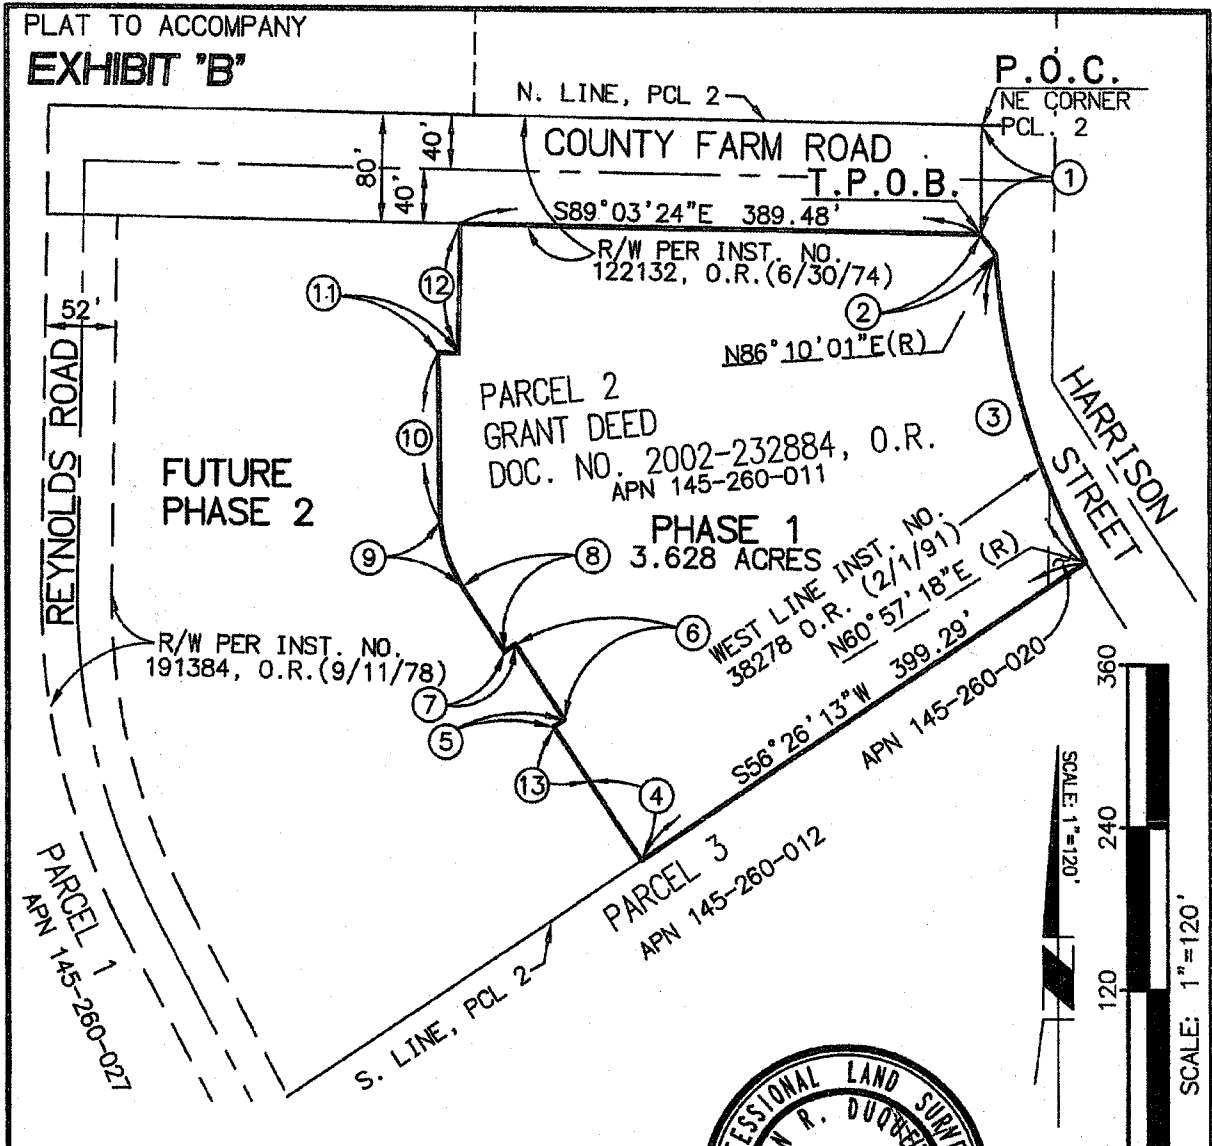 PLAT TO ACCOMPANY
EXHIBIT "B"
P.O.C.
NE CORNER
PCL. 2
N. LINE, PCL 2
COUNTY FARM ROAD
80'
40'
40'
T.P.O.B.
1
S89°03'24"E 389.48'
R/W PER INST. NO.
122132, O.R.(6/30/74)
11
12
2
52'
N86°10'01"E(R)
REYNOLDS ROAD
PARCEL 2
GRANT DEED
DOC. NO. 2002-232884, O.R.
APN 145-260-011
10
3
HARRISON
STREET
FUTURE
PHASE 2
PHASE 1
3.628 ACRES
9
8
WEST LINE INST. NO.
38278 O.R. (2/1/91)
N60°57'18"E (R)
6
R/W PER INST. NO.
191384, O.R.(9/11/78)
7
5
S56°26'13"W 399.29'
APN 145-260-020
13
4
PARCEL 3
APN 145-260-012
PARCEL 1
APN 145-260-027
S. LINE, PCL 2
SCALE: 1"=120'
360
240
120
SCALE: 1"=120'
ESSIONAL LAND SURV
N R. DUQUE